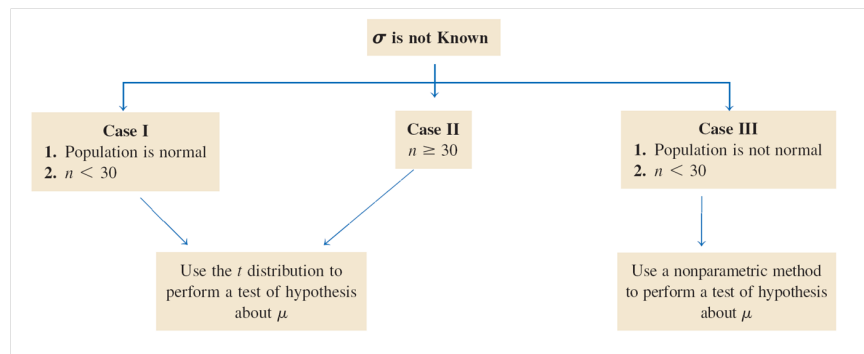 σ is not Known
Case I
1. Population is normal
2. n < 30
Case II
n ≥ 30
Case III
1. Population is not normal
2. n < 30
Use the t distribution to
perform a test of hypothesis
about μ
Use a nonparametric method
to perform a test of hypothesis
about μ